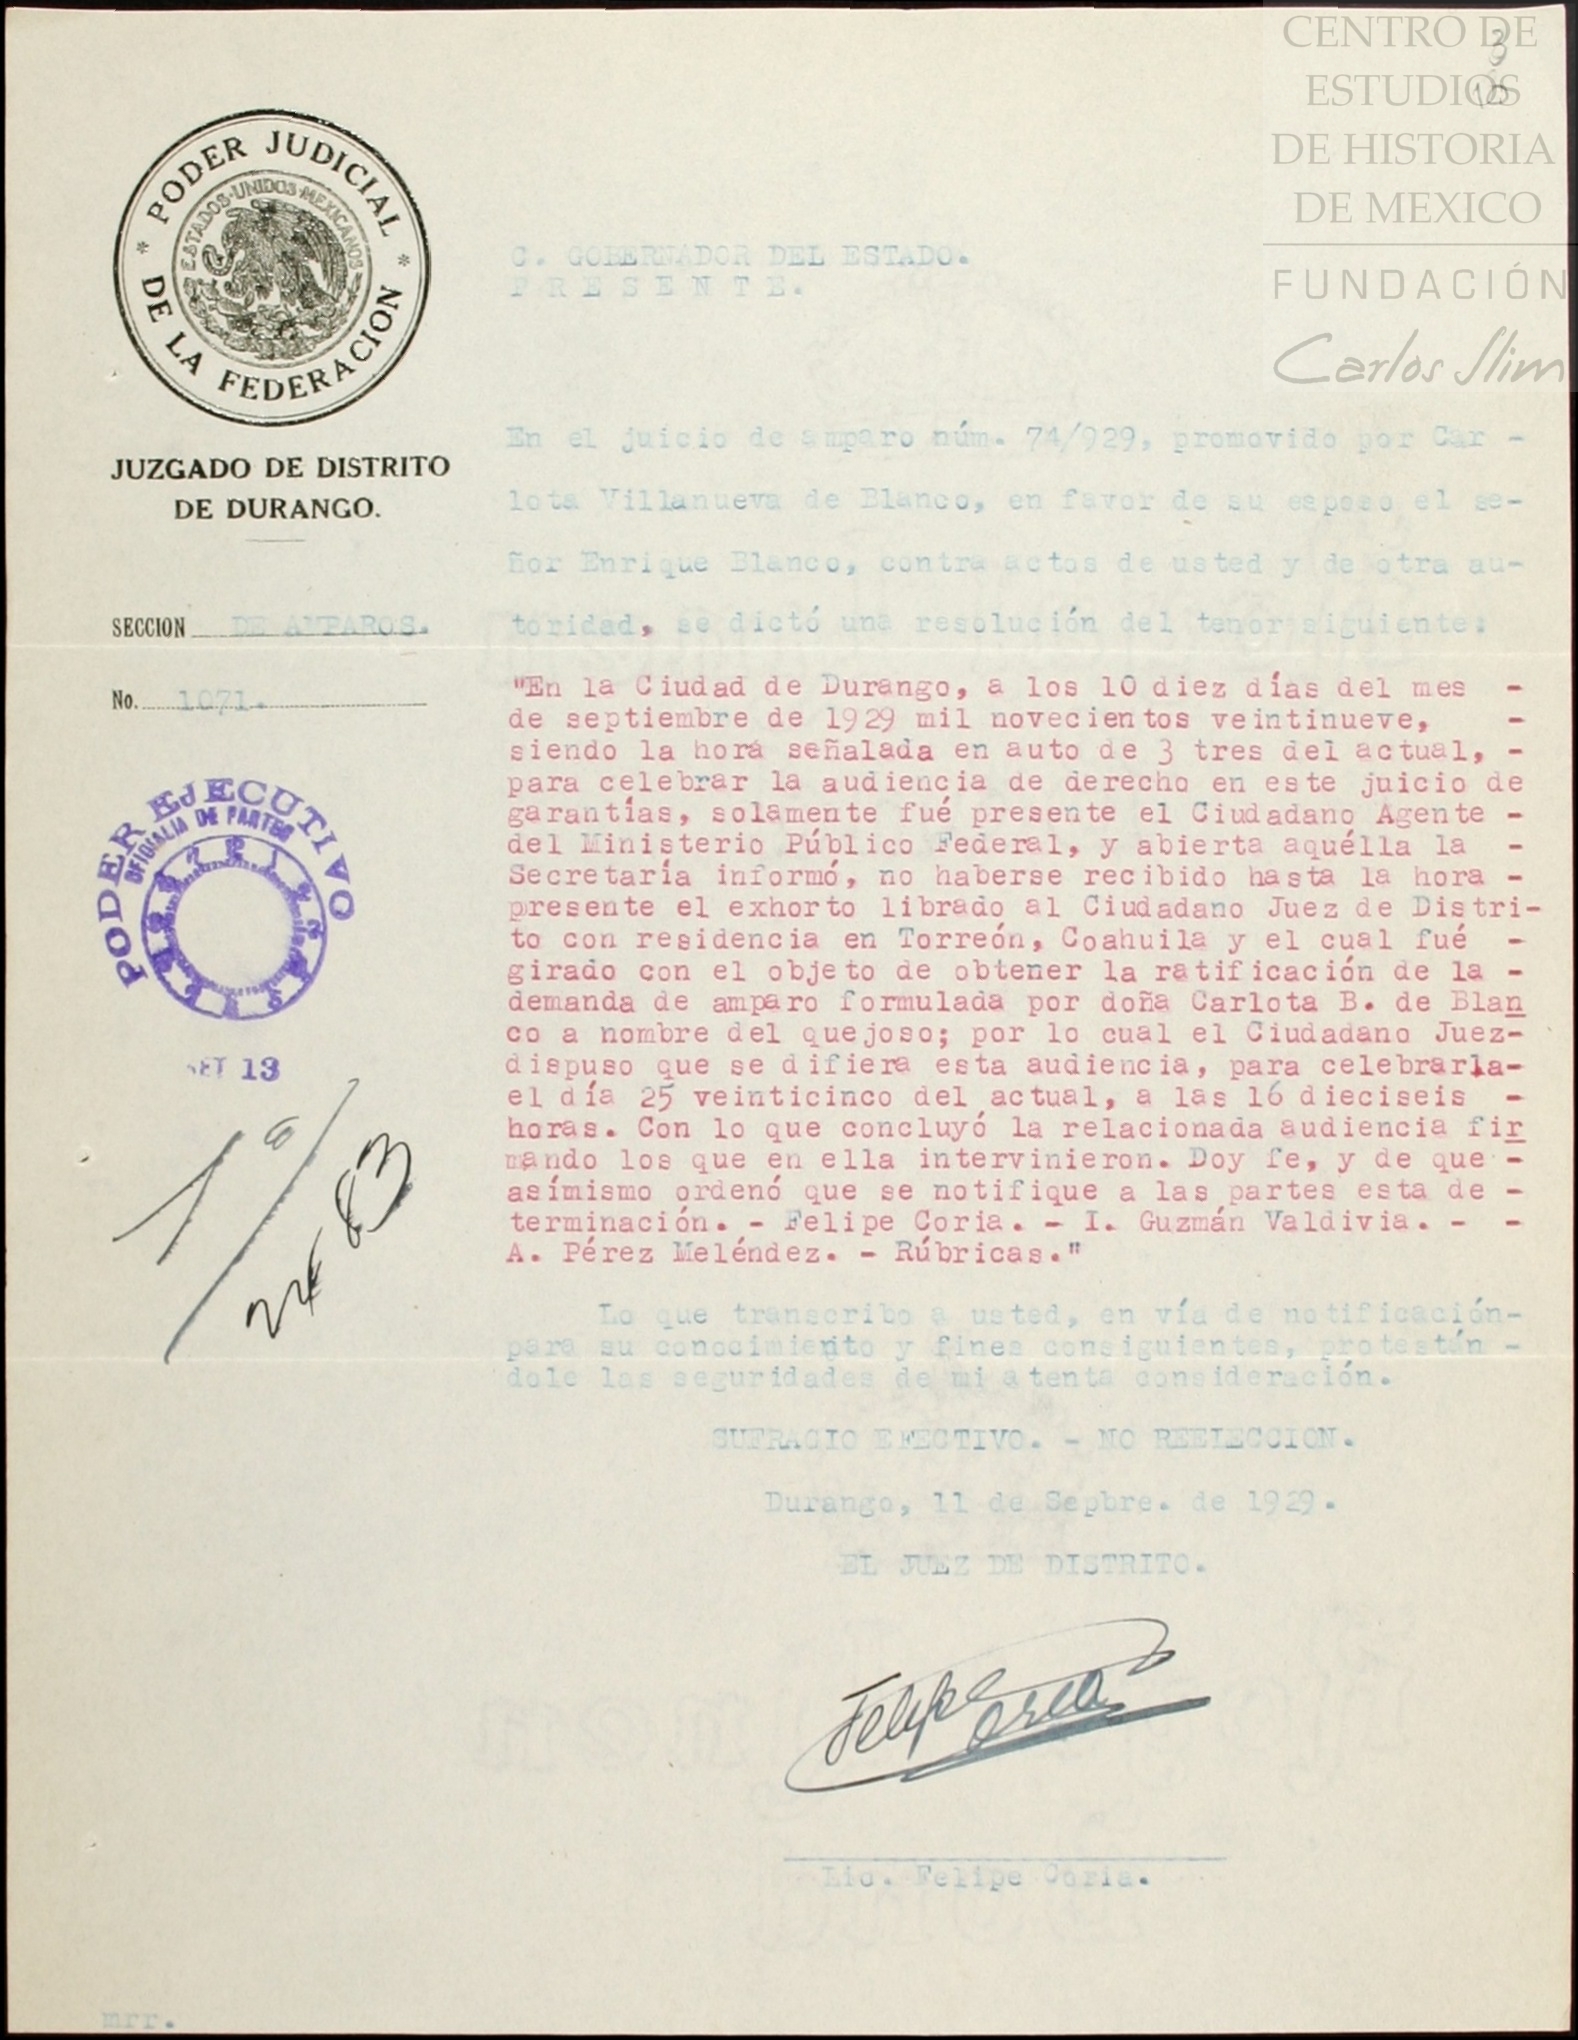 CENTRO DE
ESTUDIOS
DE HISTORIA
DE MEXICO
FUNDACIÓN
Carlos Slim
3
PODER JUDICIAL
DE LA FEDERACION
ESTADOS·UNIDOS·MEXICANOS
JUZGADO DE DISTRITO
DE DURANGO.
SECCION DE AMPAROS.
No. 1071.
C. GOBERNADOR DEL ESTADO.
P R E S E N T E.
En el juicio de amparo núm. 74/929, promovido por Car -
lota Villanueva de Blanco, en favor de su esposo el se-
ñor Enrique Blanco, contra actos de usted y de otra au-
toridad, se dictó una resolución del tenor siguiente:
"En la Ciudad de Durango, a los 10 diez días del mes -
de septiembre de 1929 mil novecientos veintinueve, -
siendo la hora señalada en auto de 3 tres del actual, -
para celebrar la audiencia de derecho en este juicio de
garantías, solamente fué presente el Ciudadano Agente -
del Ministerio Público Federal, y abierta aquélla la -
Secretaría informó, no haberse recibido hasta la hora -
presente el exhorto librado al Ciudadano Juez de Distri-
to con residencia en Torreón, Coahuila y el cual fué -
girado con el objeto de obtener la ratificación de la -
demanda de amparo formulada por doña Carlota B. de Blan
co a nombre del quejoso; por lo cual el Ciudadano Juez-
dispuso que se difiera esta audiencia, para celebrarla-
el día 25 veinticinco del actual, a las 16 dieciseis -
horas. Con lo que concluyó la relacionada audiencia fir
mando los que en ella intervinieron. Doy fe, y de que -
asímismo ordenó que se notifique a las partes esta de -
terminación. - Felipe Coria. - I. Guzmán Valdivia. - -
A. Pérez Meléndez. - Rúbricas."
Lo que transcribo a usted, en vía de notificación-
para su conocimiento y fines consiguientes, protestán -
dole las seguridades de mi atenta consideración.
SUFRAGIO EFECTIVO. - NO REELECCION.
Durango, 11 de Sepbre. de 1929.
EL JUEZ DE DISTRITO.
Felipe Coria
Lic. Felipe Coria.
PODER EJECUTIVO
OFICIALIA DE PARTES
SET 13
1a
mrr.